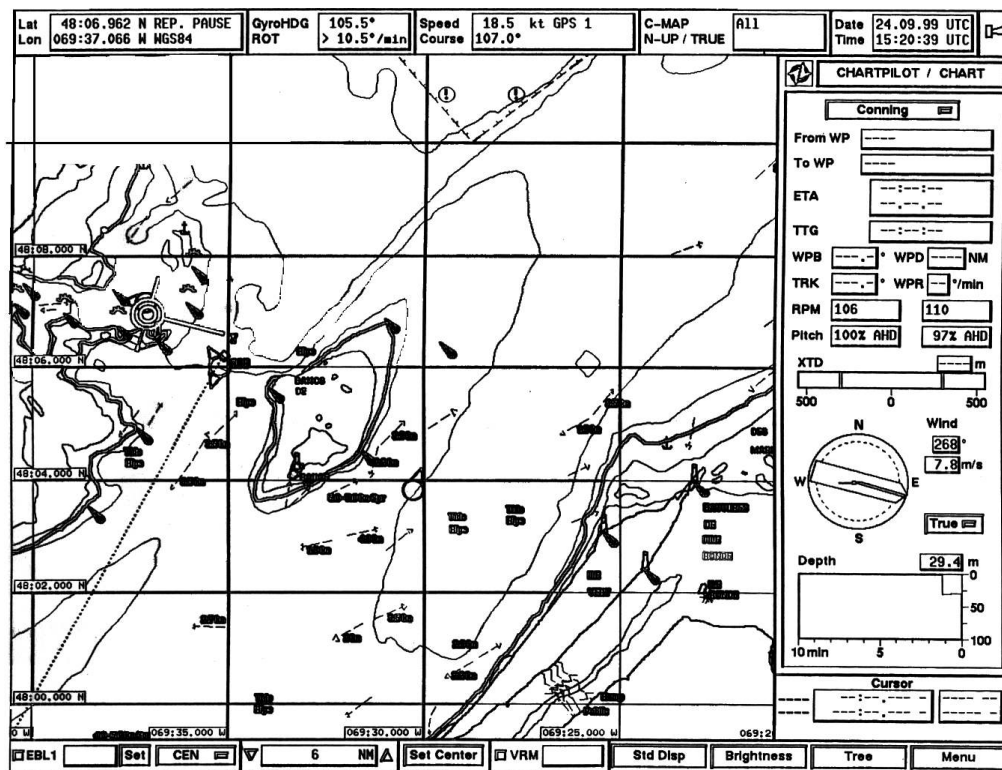 Lat 48:06.962 N REP. PAUSE
Lon 069:37.066 W WGS84
GyroHDG 105.5°
ROT > 10.5°/min
Speed 18.5 kt GPS 1
Course 107.0°
C-MAP All
N-UP / TRUE
Date 24.09.99 UTC
Time 15:20:39 UTC
CHARTPILOT / CHART
Conning
From WP ----
To WP ----
ETA --:--:--
--.--.--
TTG --:--:--
WPB ---.-° WPD ---- NM
TRK ---.-° WPR -- °/min
RPM 106 110
Pitch 100% AHD 97% AHD
XTD ---- m
500 0 500
N
W E
S
Wind
268°
7.8 m/s
True
Depth 29.4 m
0
50
100
10 min 5 0
Cursor
48:08.000 N
48:06.000 N
48:04.000 N
48:02.000 N
48:00.000 N
069:35.000 W
069:30.000 W
069:25.000 W
069:2
EBL1 Set CEN 6 NM Set Center VRM Std Disp Brightness Tree Menu